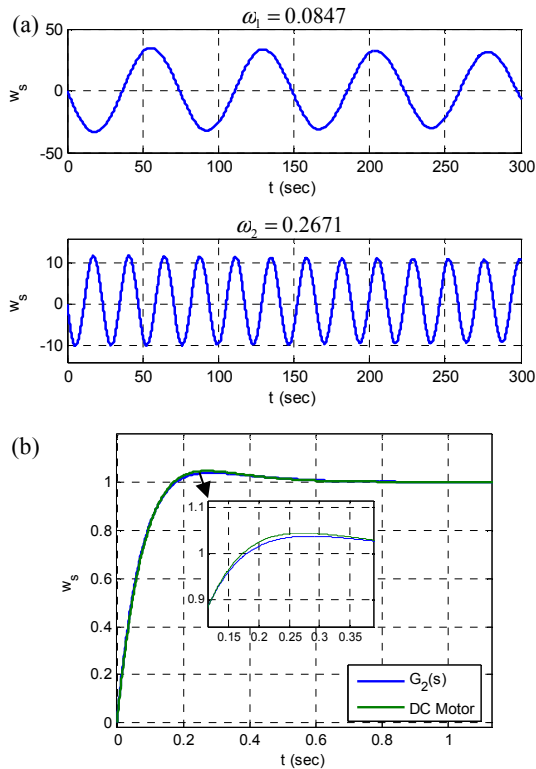 (a)
ω₁ = 0.0847
50
0
-50
w_s
0 50 100 150 200 250 300
t (sec)
ω₂ = 0.2671
10
0
-10
w_s
0 50 100 150 200 250 300
t (sec)
(b)
1
0.8
0.6
0.4
0.2
0
w_s
1.1
1
0.9
0.15 0.2 0.25 0.3 0.35
G₂(s)
DC Motor
0 0.2 0.4 0.6 0.8 1
t (sec)